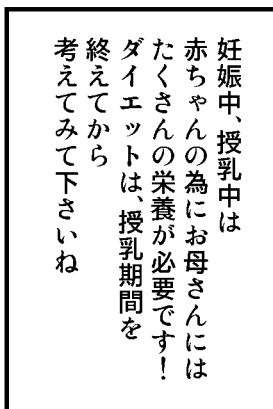 妊娠中、授乳中は
赤ちゃんの為にお母さんには
たくさんの栄養が必要です！
ダイエットは、授乳期間を
終えてから
考えてみて下さいね